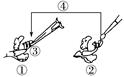 ④
③
① ②